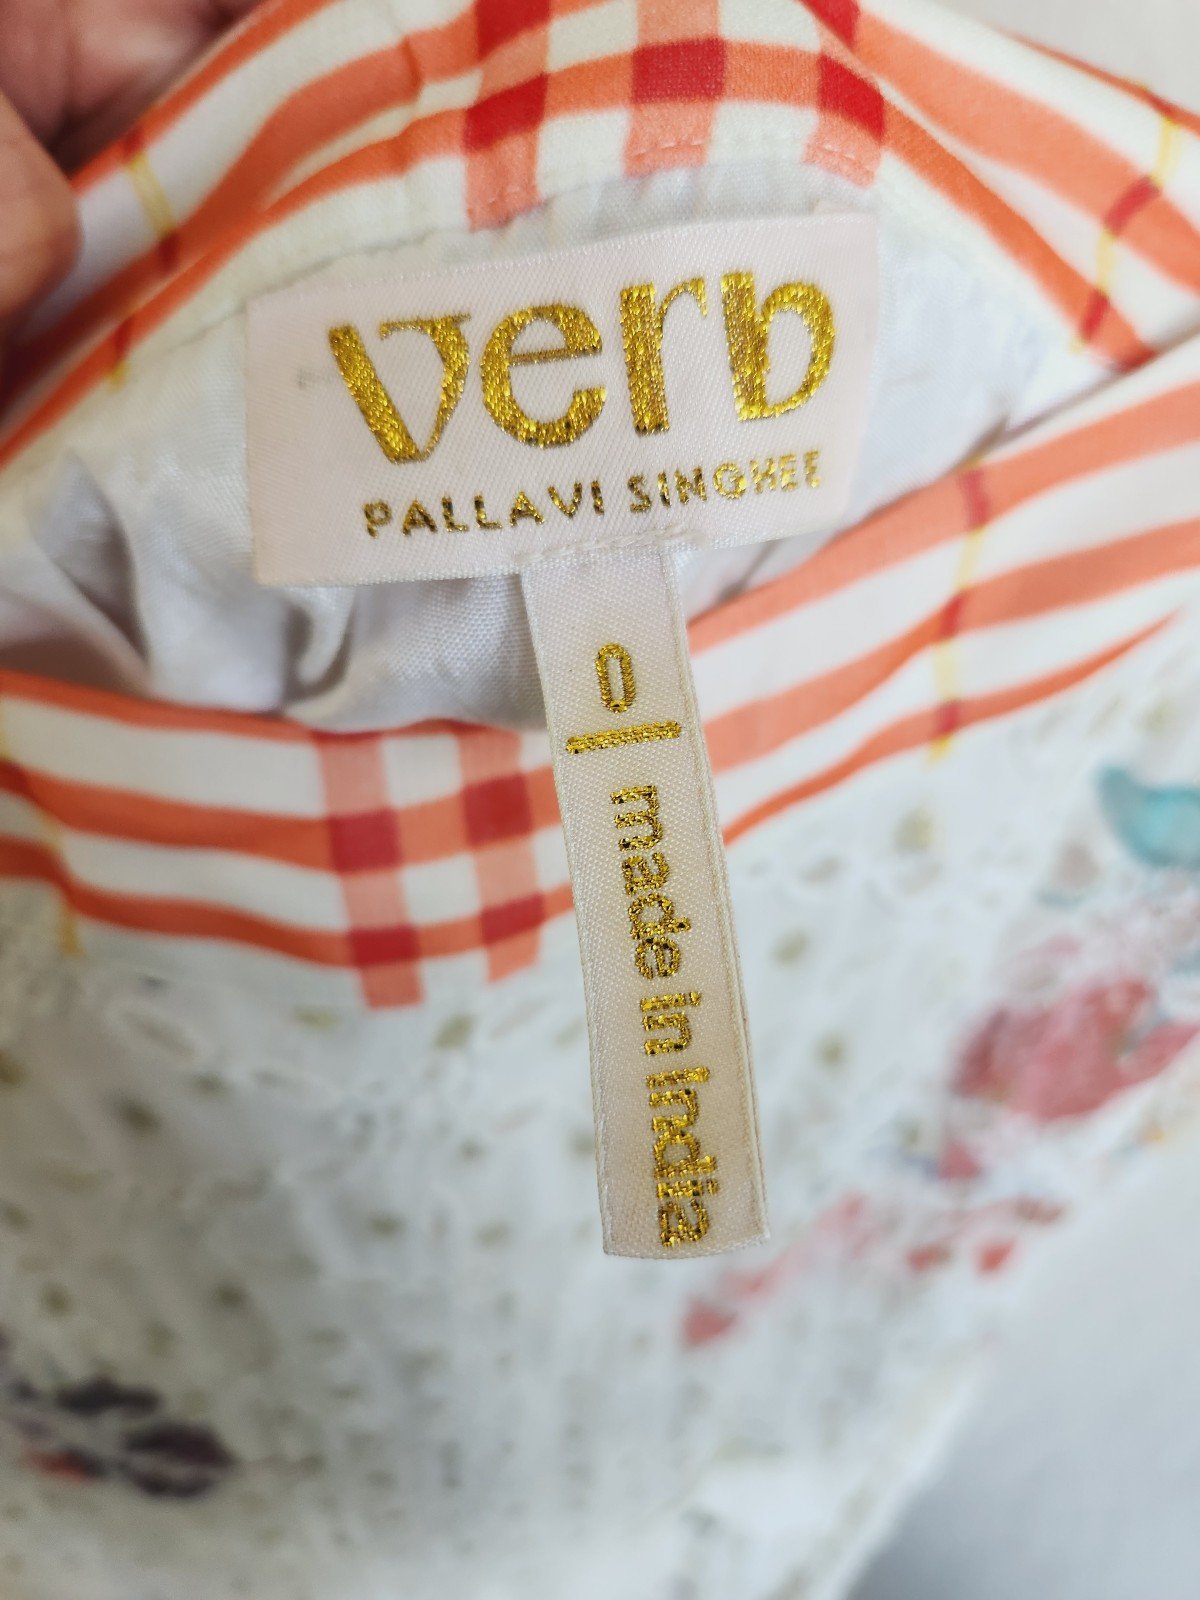 verb
PALLAVI SINGHEE
0 | made in India